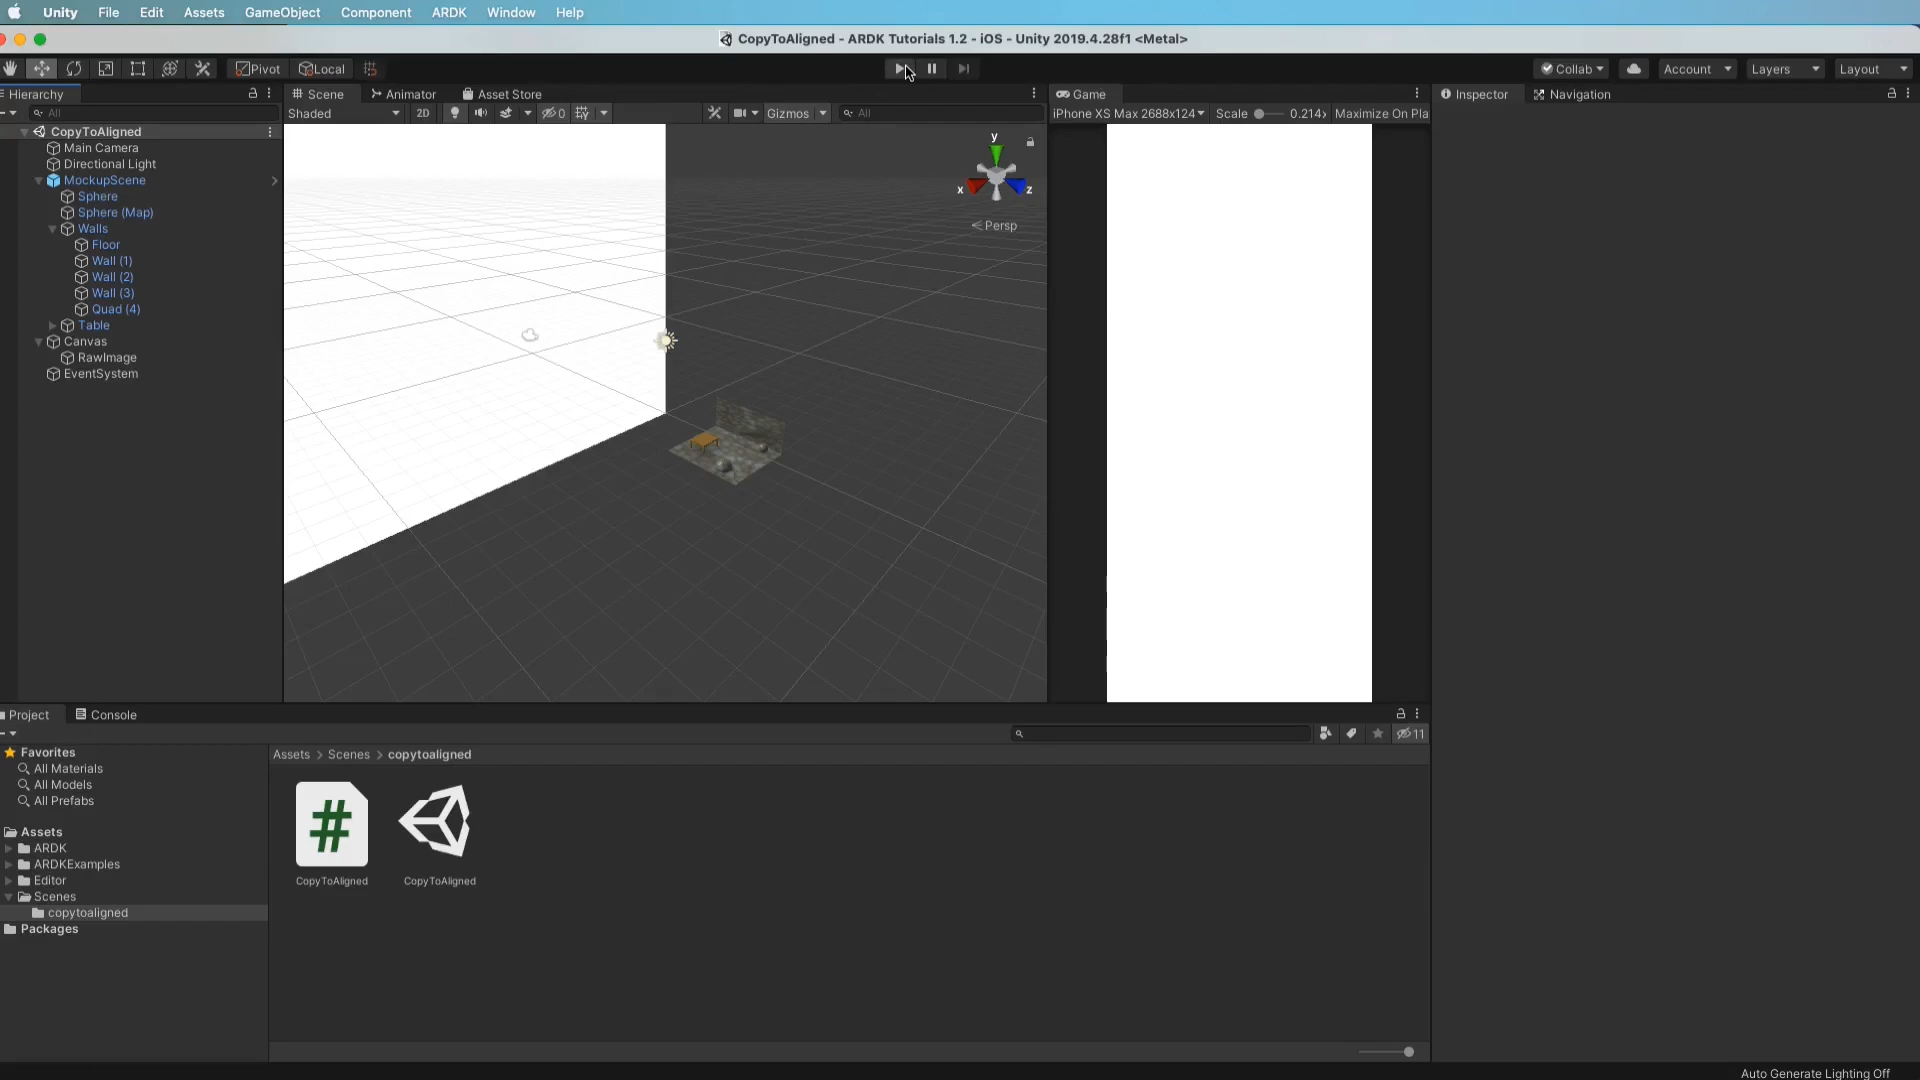 Unity File Edit Assets GameObject Component ARDK Window Help
CopyToAligned - ARDK Tutorials 1.2 - iOS - Unity 2019.4.28f1 <Metal>
Pivot Local Collab Account Layers Layout
Hierarchy Scene Animator Asset Store Game Inspector Navigation
All Shaded 2D 0 Gizmos All iPhone XS Max 2688x124 Scale 0.214x Maximize On Pla
CopyToAligned
Main Camera
Directional Light
MockupScene
Sphere
Sphere (Map)
Walls
Floor
Wall (1)
Wall (2)
Wall (3)
Quad (4)
Table
Canvas
RawImage
EventSystem
y
x z
Persp
Project Console
11
Favorites
All Materials
All Models
All Prefabs
Assets
ARDK
ARDKExamples
Editor
Scenes
copytoaligned
Packages
Assets > Scenes > copytoaligned
#
CopyToAligned CopyToAligned
Auto Generate Lighting Off